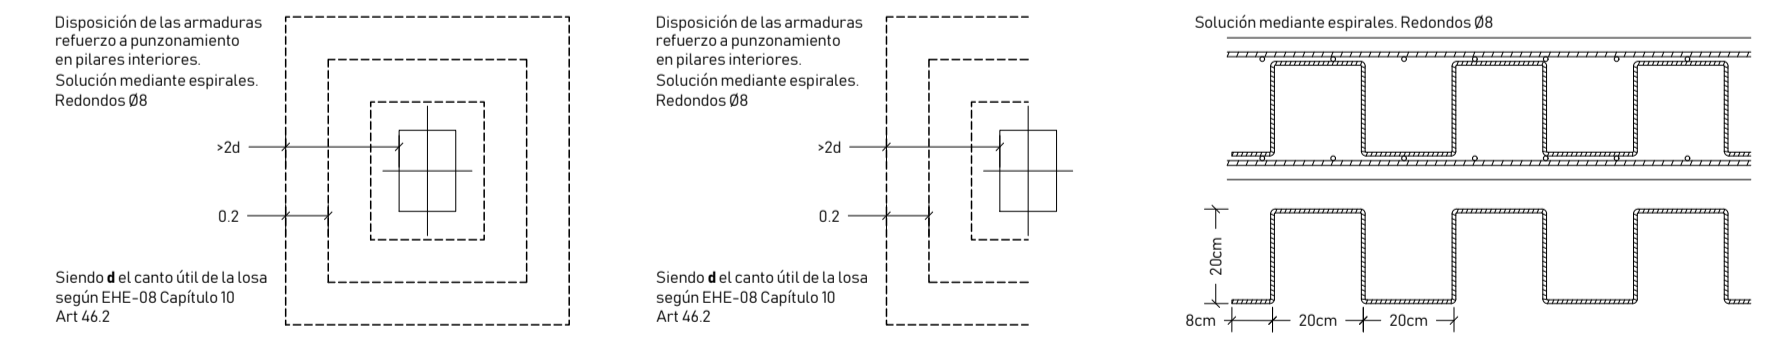 Disposición de las armaduras
refuerzo a punzonamiento
en pilares interiores.
Solución mediante espirales.
Redondos Ø8
>2d
0.2
Siendo d el canto útil de la losa
según EHE-08 Capítulo 10
Art 46.2
Disposición de las armaduras
refuerzo a punzonamiento
en pilares interiores.
Solución mediante espirales.
Redondos Ø8
>2d
0.2
Siendo d el canto útil de la losa
según EHE-08 Capítulo 10
Art 46.2
Solución mediante espirales. Redondos Ø8
20cm
8cm 20cm 20cm